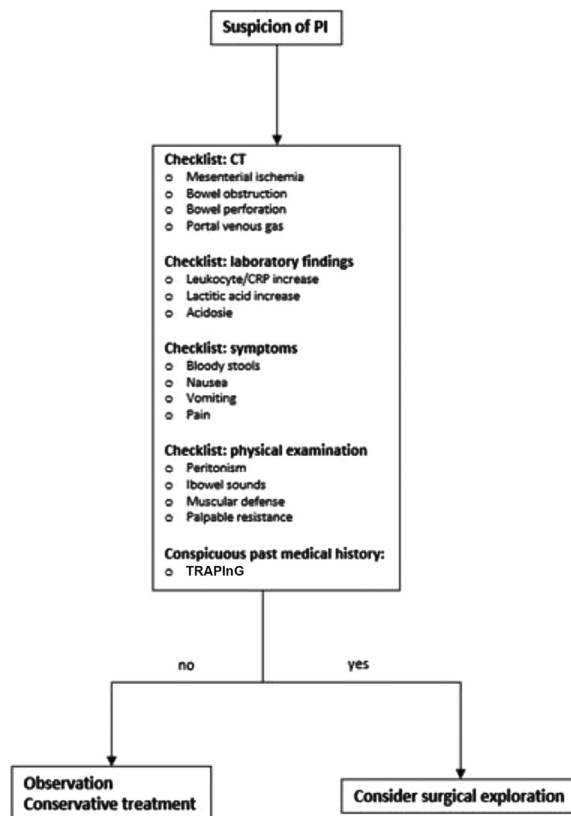 Suspicion of PI
Checklist: CT
o Mesenterial ischemia
o Bowel obstruction
o Bowel perforation
o Portal venous gas
Checklist: laboratory findings
o Leukocyte/CRP increase
o Lactitic acid increase
o Acidosie
Checklist: symptoms
o Bloody stools
o Nausea
o Vomiting
o Pain
Checklist: physical examination
o Peritonism
o Ibowel sounds
o Muscular defense
o Palpable resistance
Conspicuous past medical history:
o TRAPInG
no
yes
Observation
Conservative treatment
Consider surgical exploration